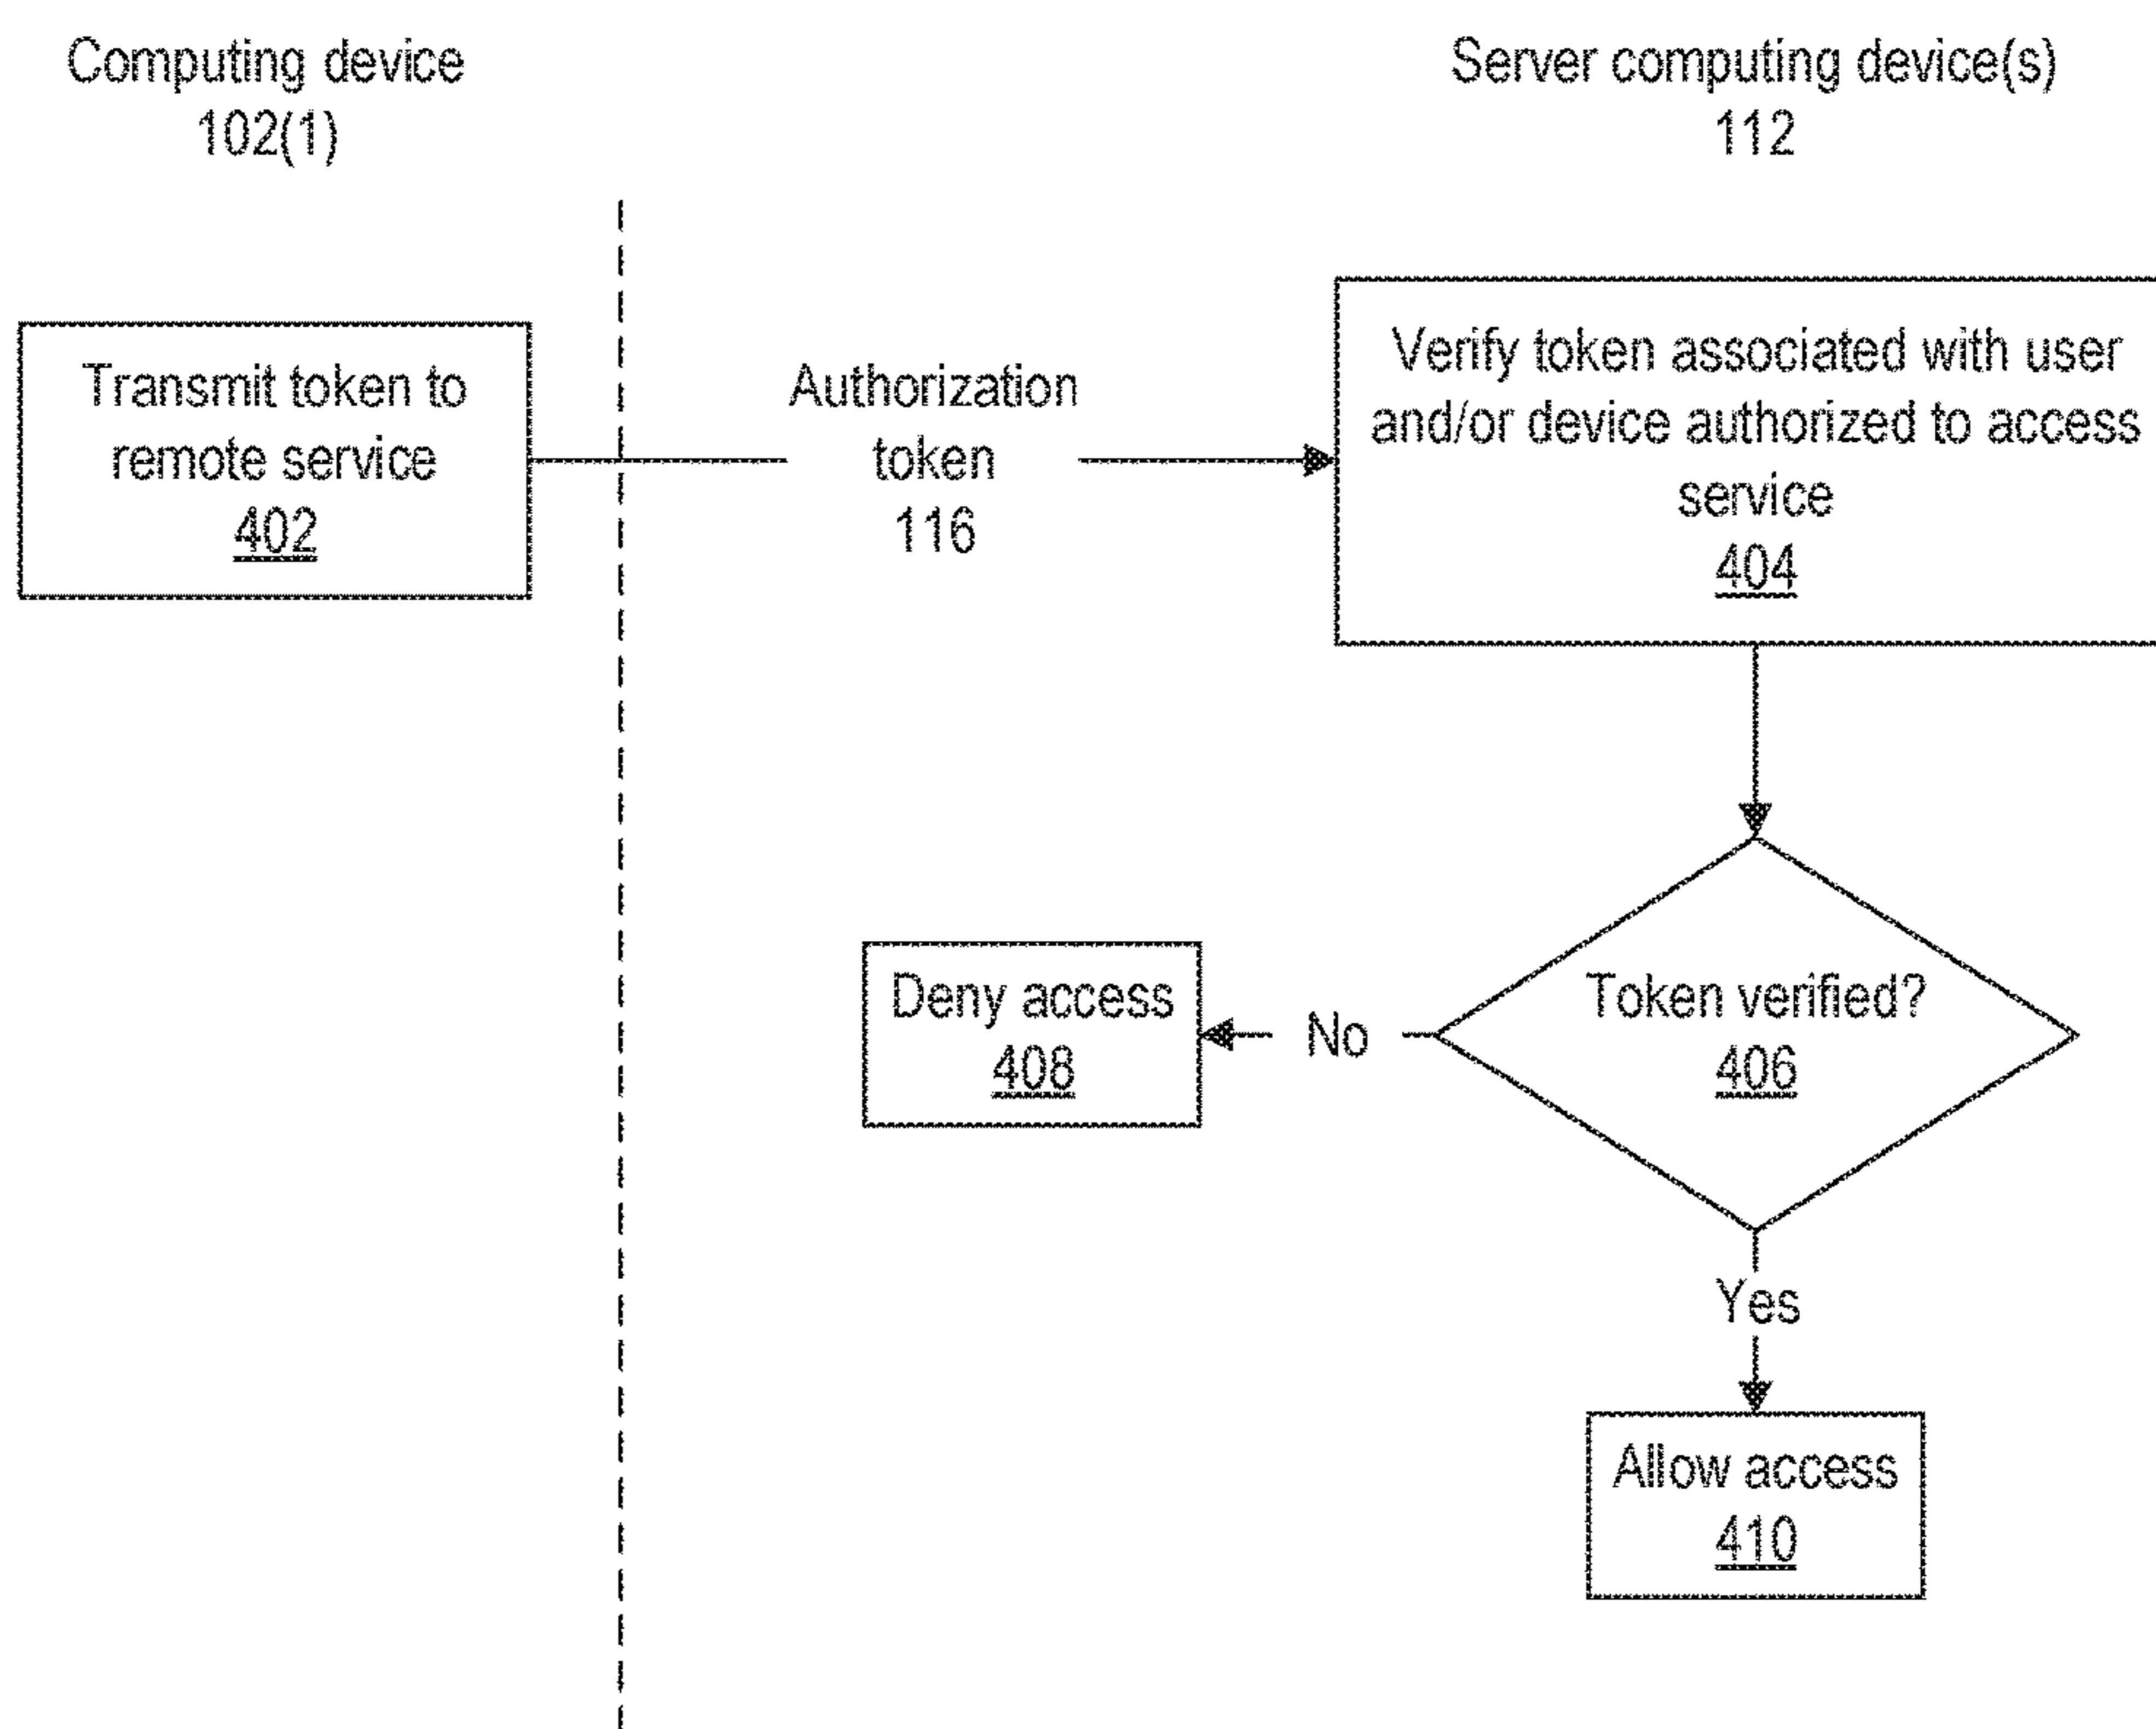 Computing device
102(1)
Server computing device(s)
112
Transmit token to
remote service
402
Authorization
token
116
Verify token associated with user
and/or device authorized to access
service
404
Token verified?
406
No
Deny access
408
Yes
Allow access
410